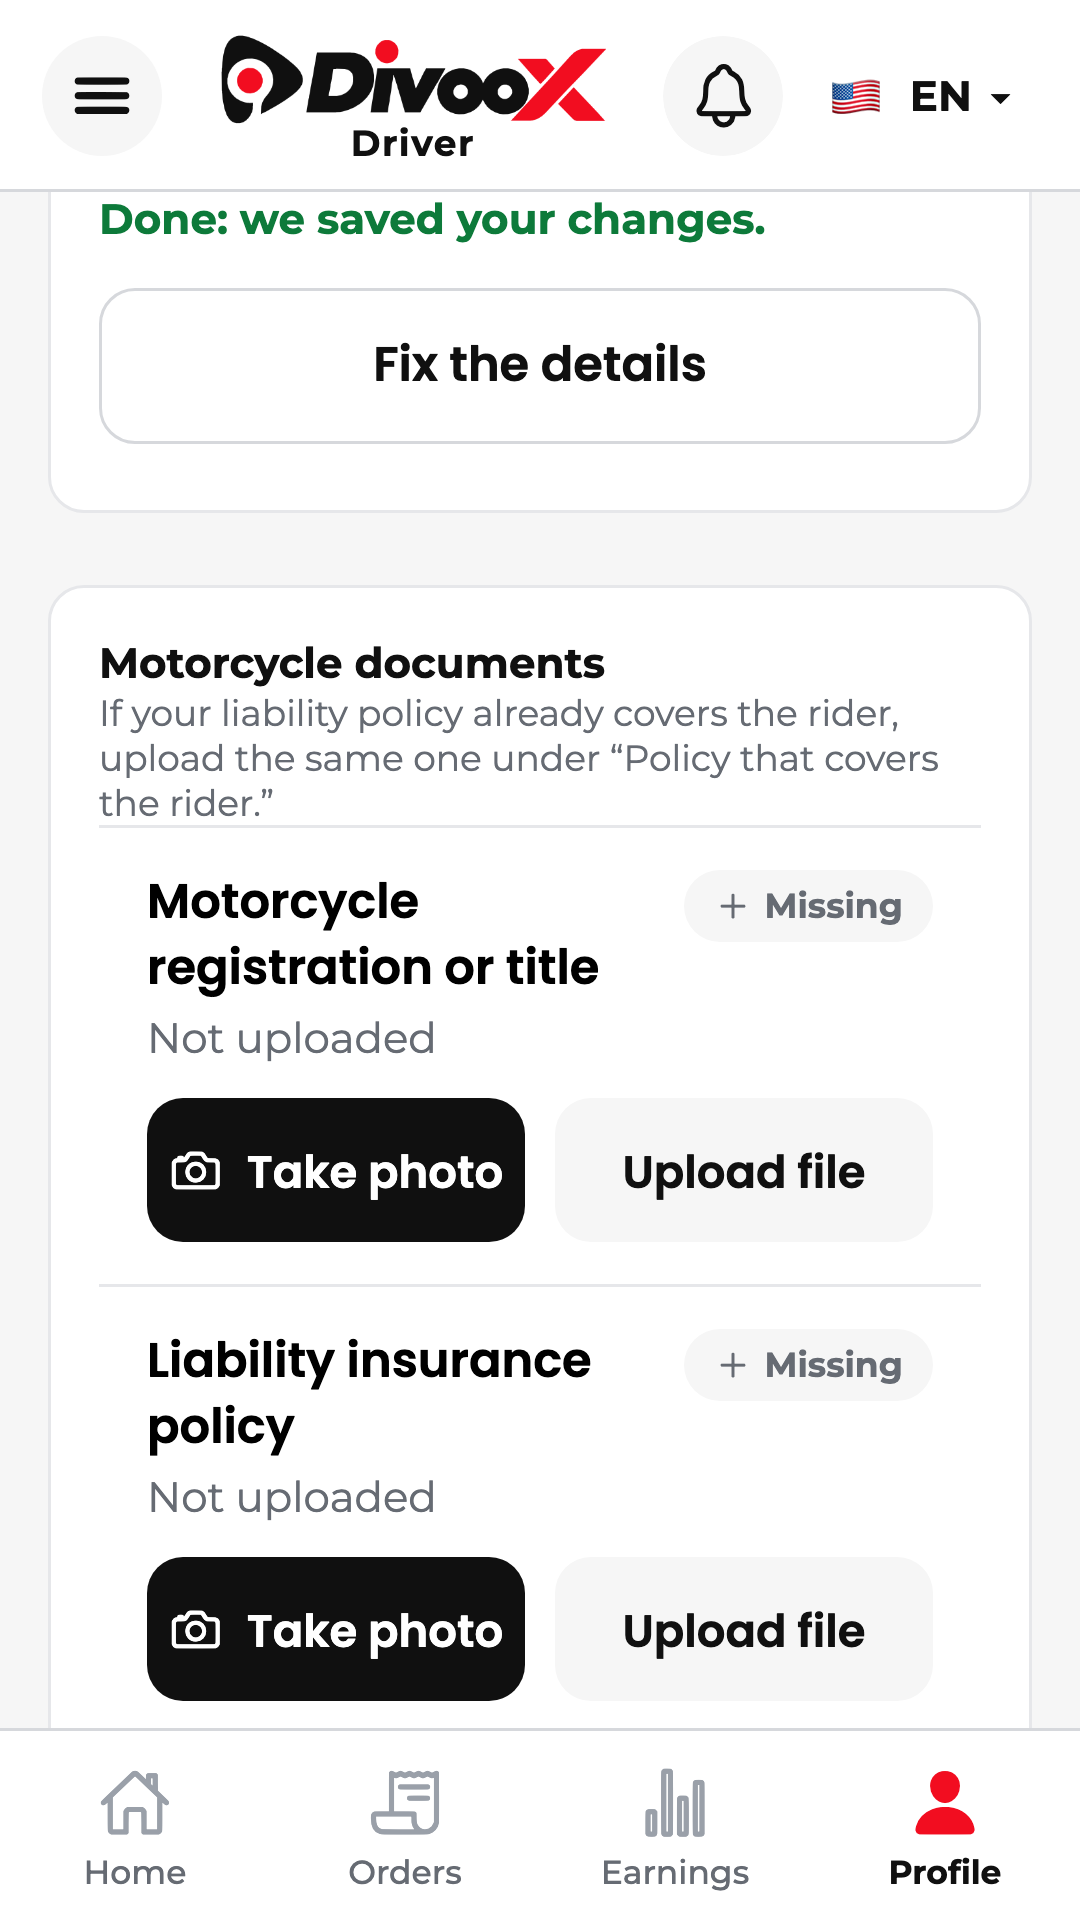 DivooX
Driver
EN
Done: we saved your changes.
Fix the details
Motorcycle documents
If your liability policy already covers the rider,
upload the same one under “Policy that covers
the rider.”
Motorcycle
registration or title
+ Missing
Not uploaded
Take photo
Upload file
Liability insurance
policy
+ Missing
Not uploaded
Take photo
Upload file
Home
Orders
Earnings
Profile